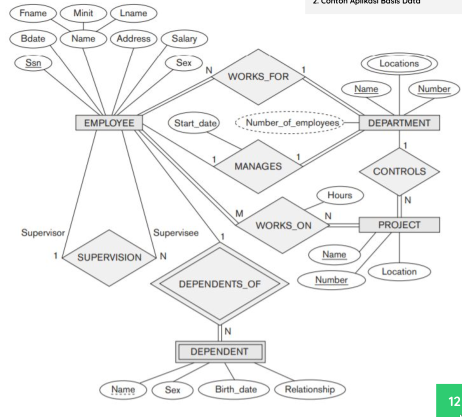 2. Contoh Aplikasi Basis Data
Fname Minit Lname
Bdate Name Address Salary
Ssn Sex
Locations
Name Number
N WORKS_FOR 1
EMPLOYEE Start_date Number_of_employees DEPARTMENT
1 MANAGES 1
1
CONTROLS
N
Hours
M WORKS_ON N PROJECT
Name
Number Location
Supervisor Supervisee
1 SUPERVISION N
1
DEPENDENTS_OF
N
DEPENDENT
Name Sex Birth_date Relationship
12